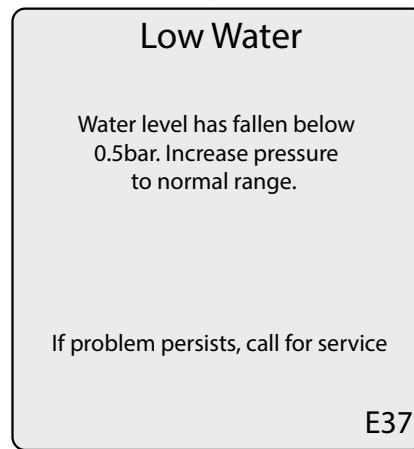 Low Water
Water level has fallen below
0.5bar. Increase pressure
to normal range.
If problem persists, call for service
E37